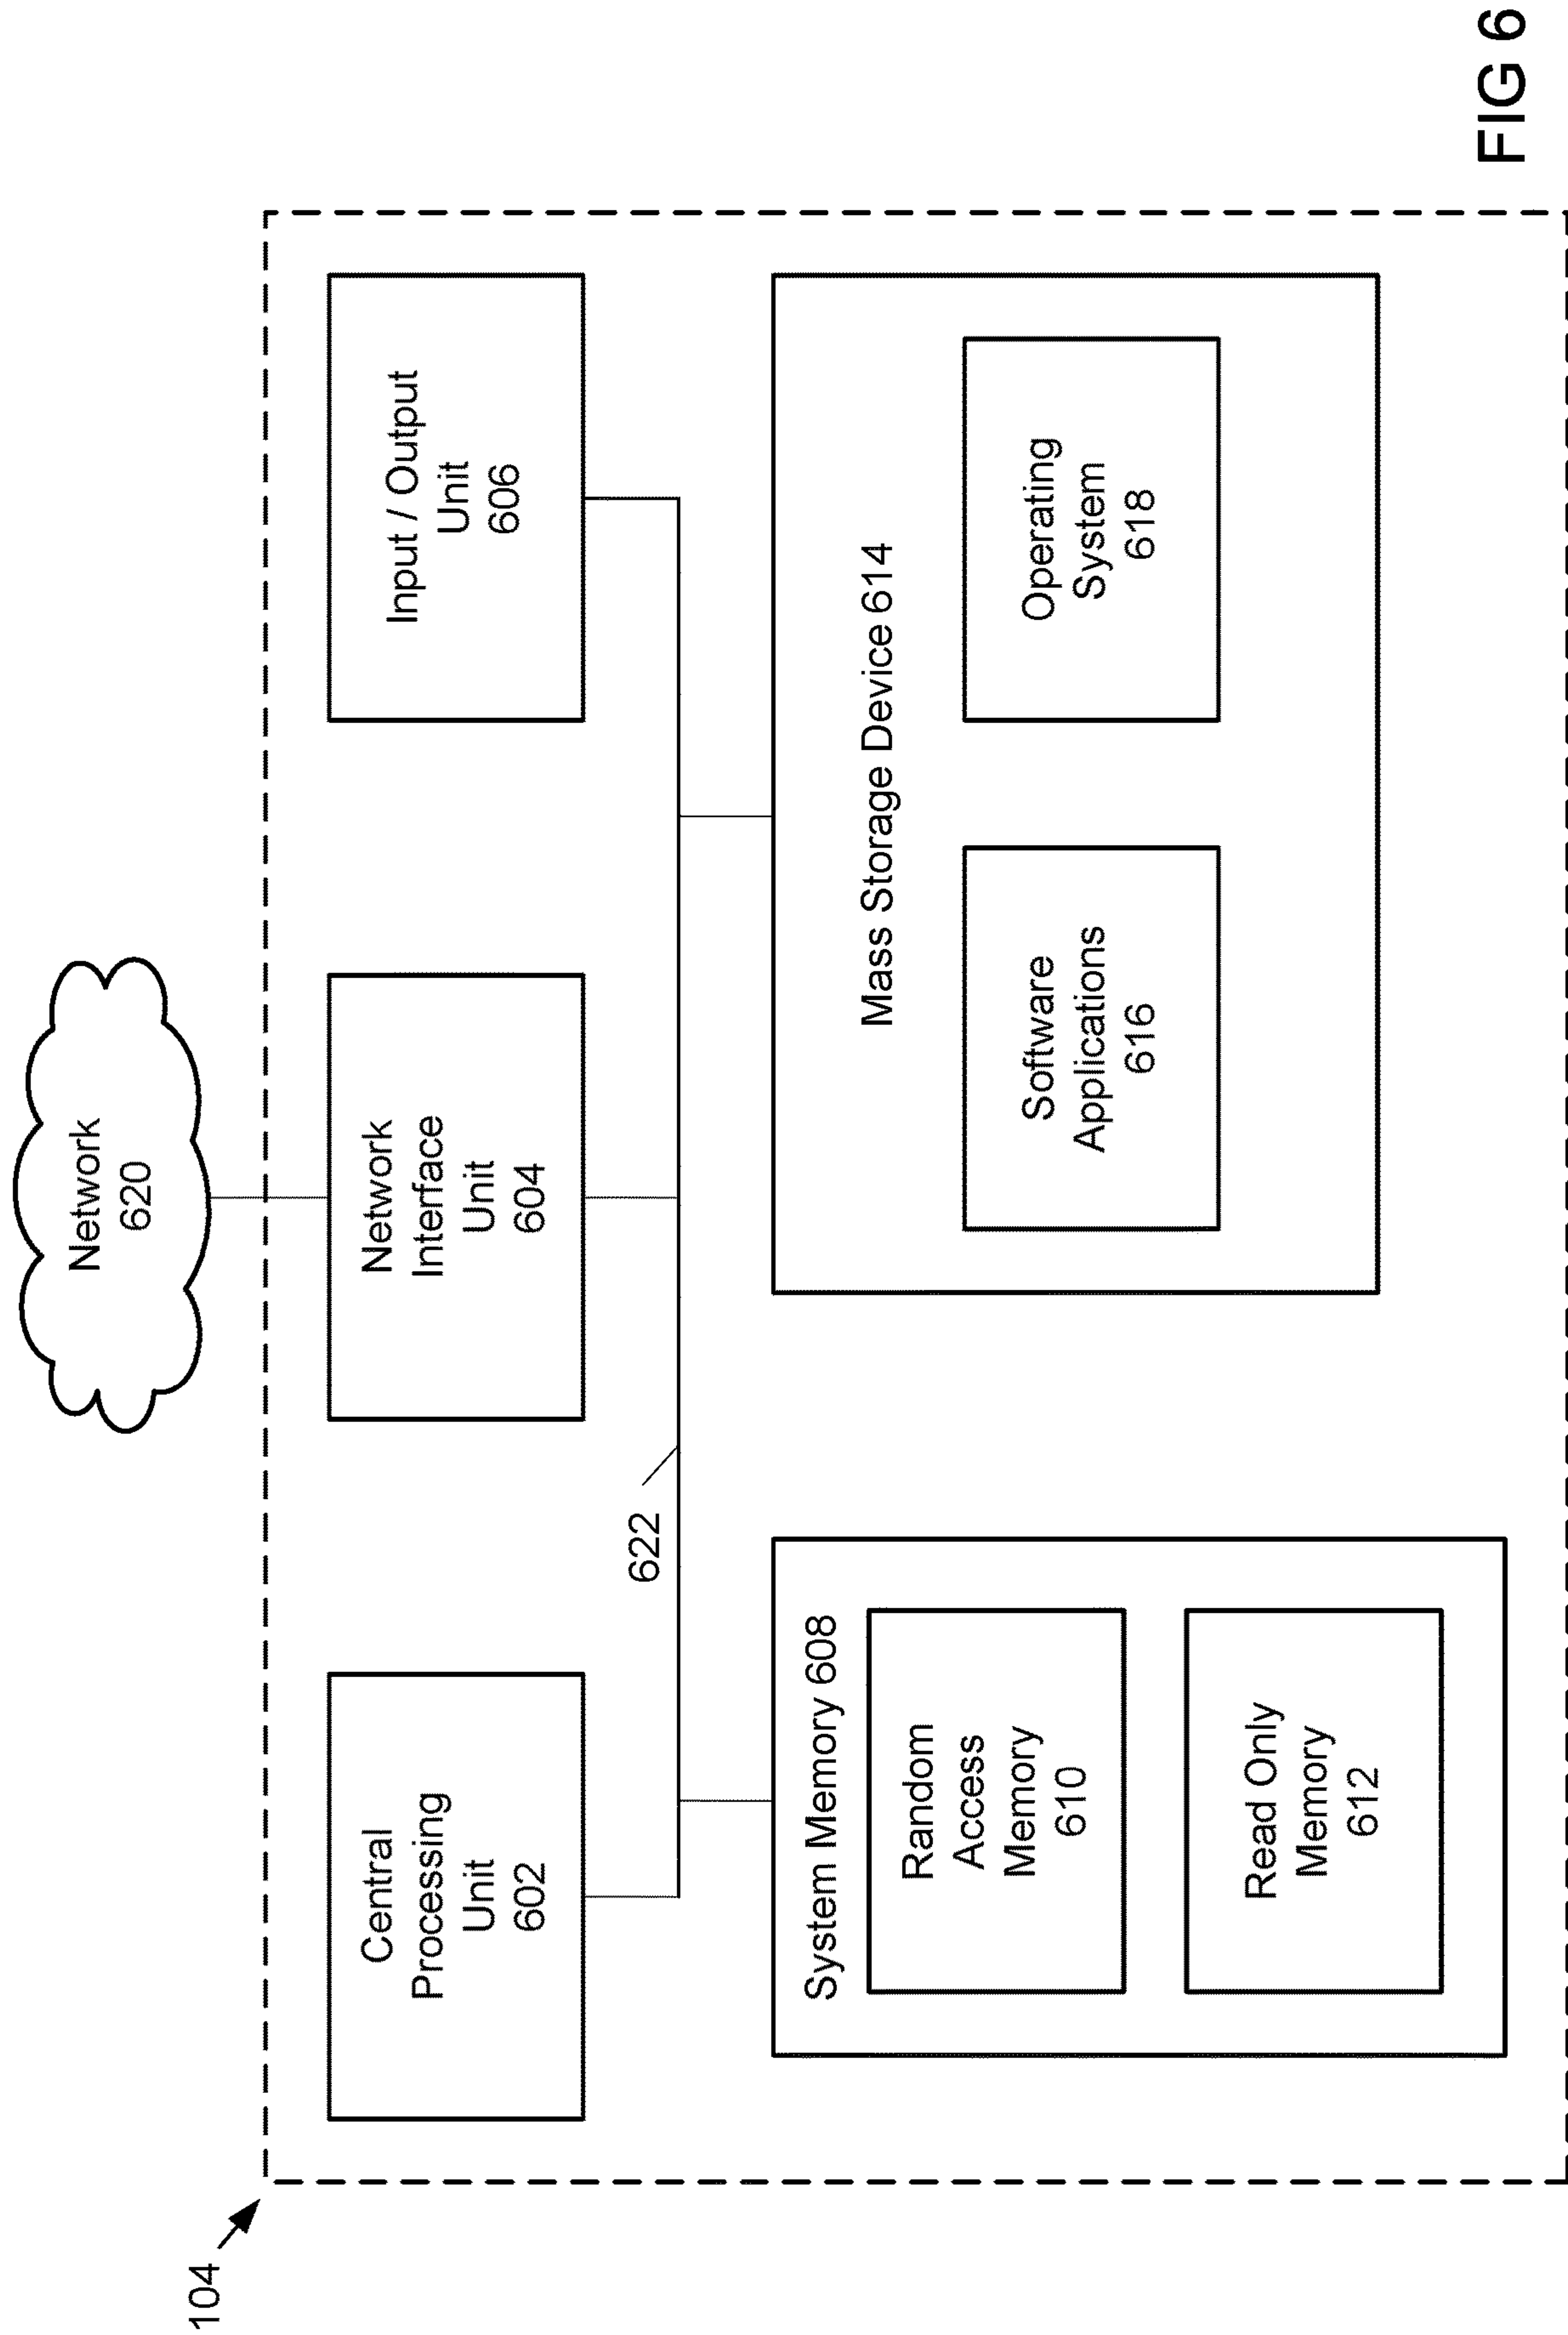 104
Network
620
Central
Processing
Unit
602
Network
Interface
Unit
604
Input / Output
Unit
606
622
System Memory 608
Random
Access
Memory
610
Read Only
Memory
612
Mass Storage Device 614
Software
Applications
616
Operating
System
618
FIG 6